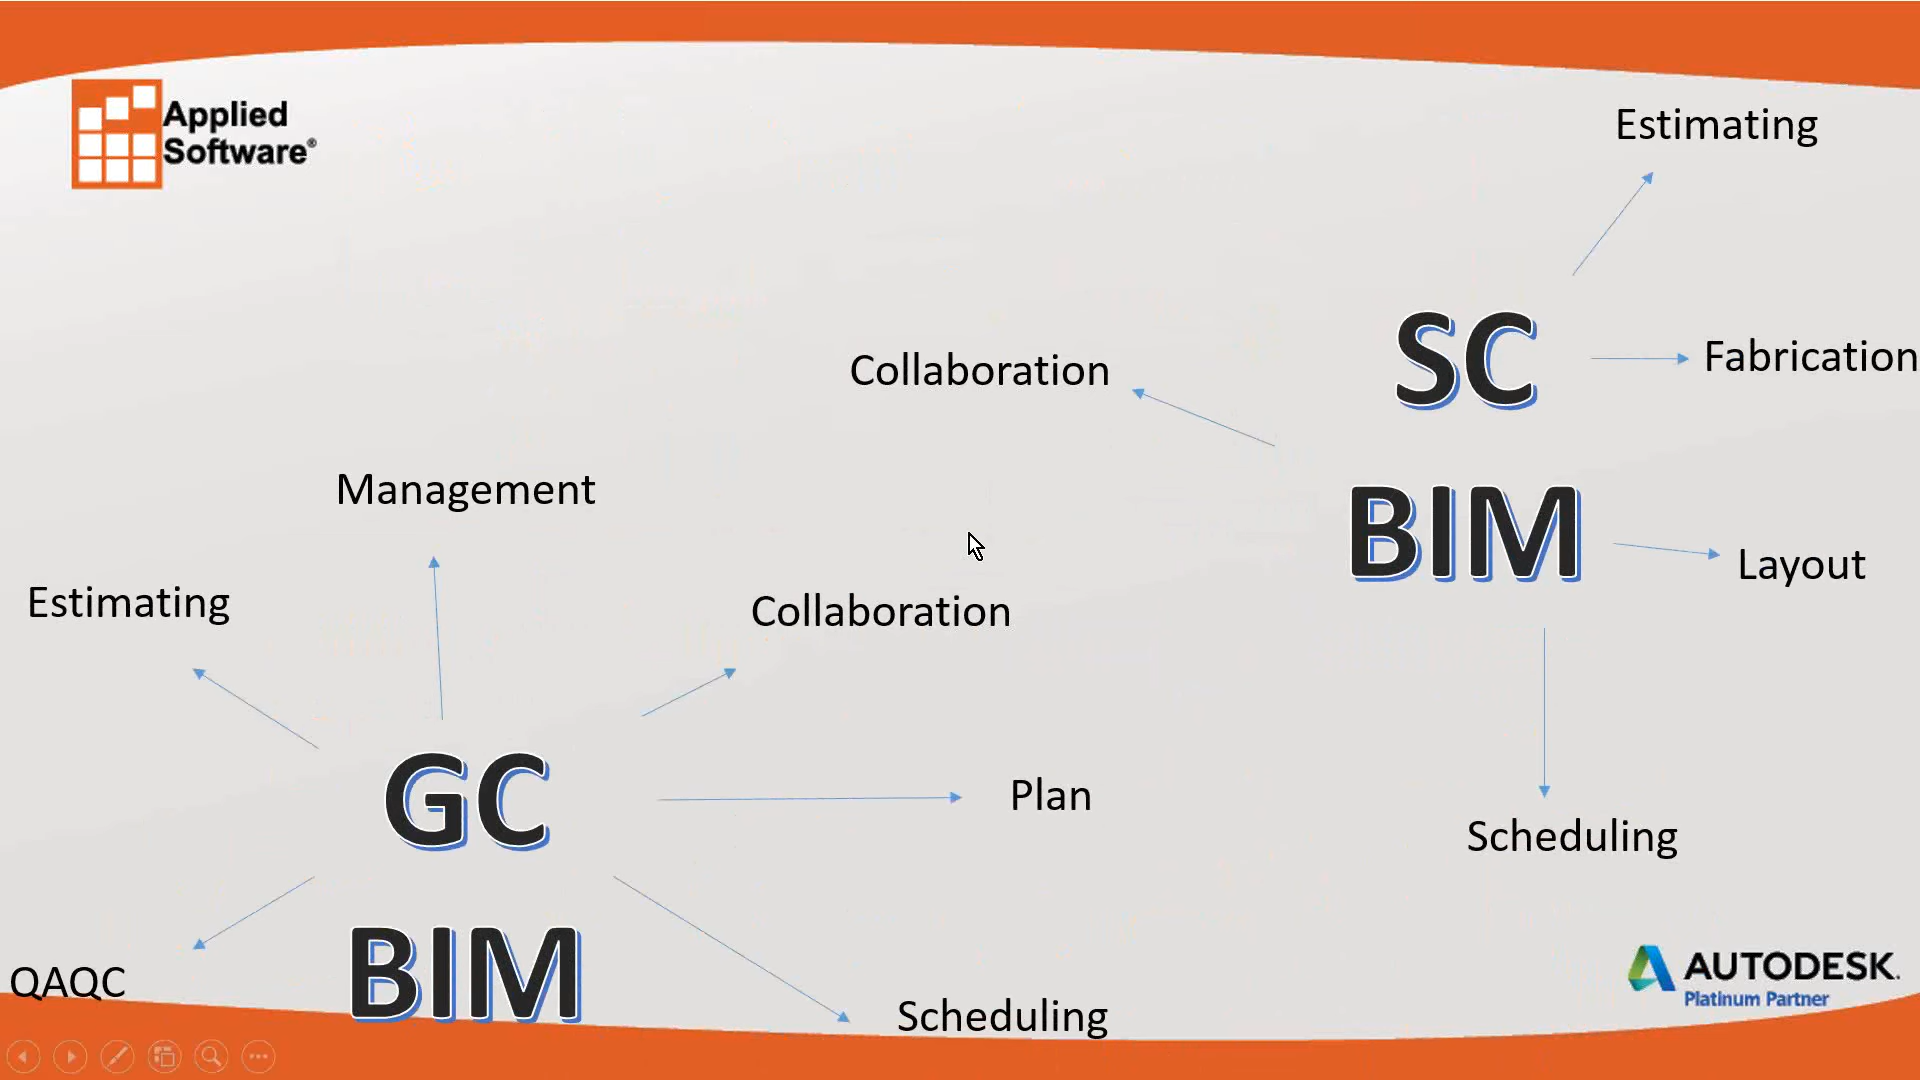 Applied
Software®
Estimating
SC
Fabrication
Collaboration
BIM
Layout
Management
Estimating
Collaboration
GC
Plan
Scheduling
BIM
QAQC
Scheduling
AUTODESK.
Platinum Partner